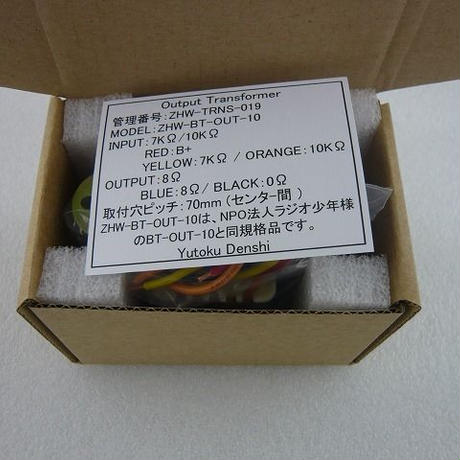 Output Transformer
管理番号:ZHW-TRNS-019
MODEL:ZHW-BT-OUT-10
INPUT:7KΩ/10KΩ
RED:B+
YELLOW:7KΩ / ORANGE:10KΩ
OUTPUT:8Ω
BLUE:8Ω/ BLACK:0Ω
取付穴ピッチ:70mm (センター間 )
ZHW-BT-OUT-10は、NPO法人ラジオ少年様
のBT-OUT-10と同規格品です。
Yutoku Denshi